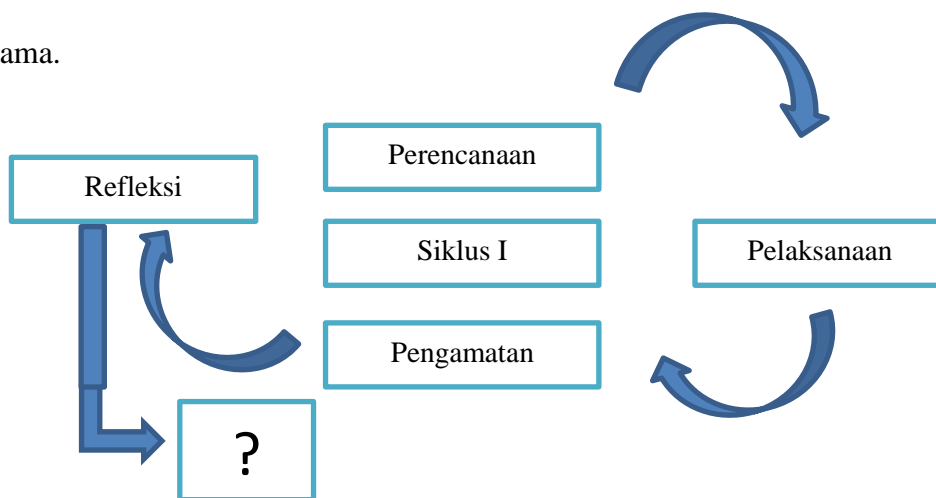 ama.
Perencanaan
Refleksi
Siklus I
Pelaksanaan
Pengamatan
?